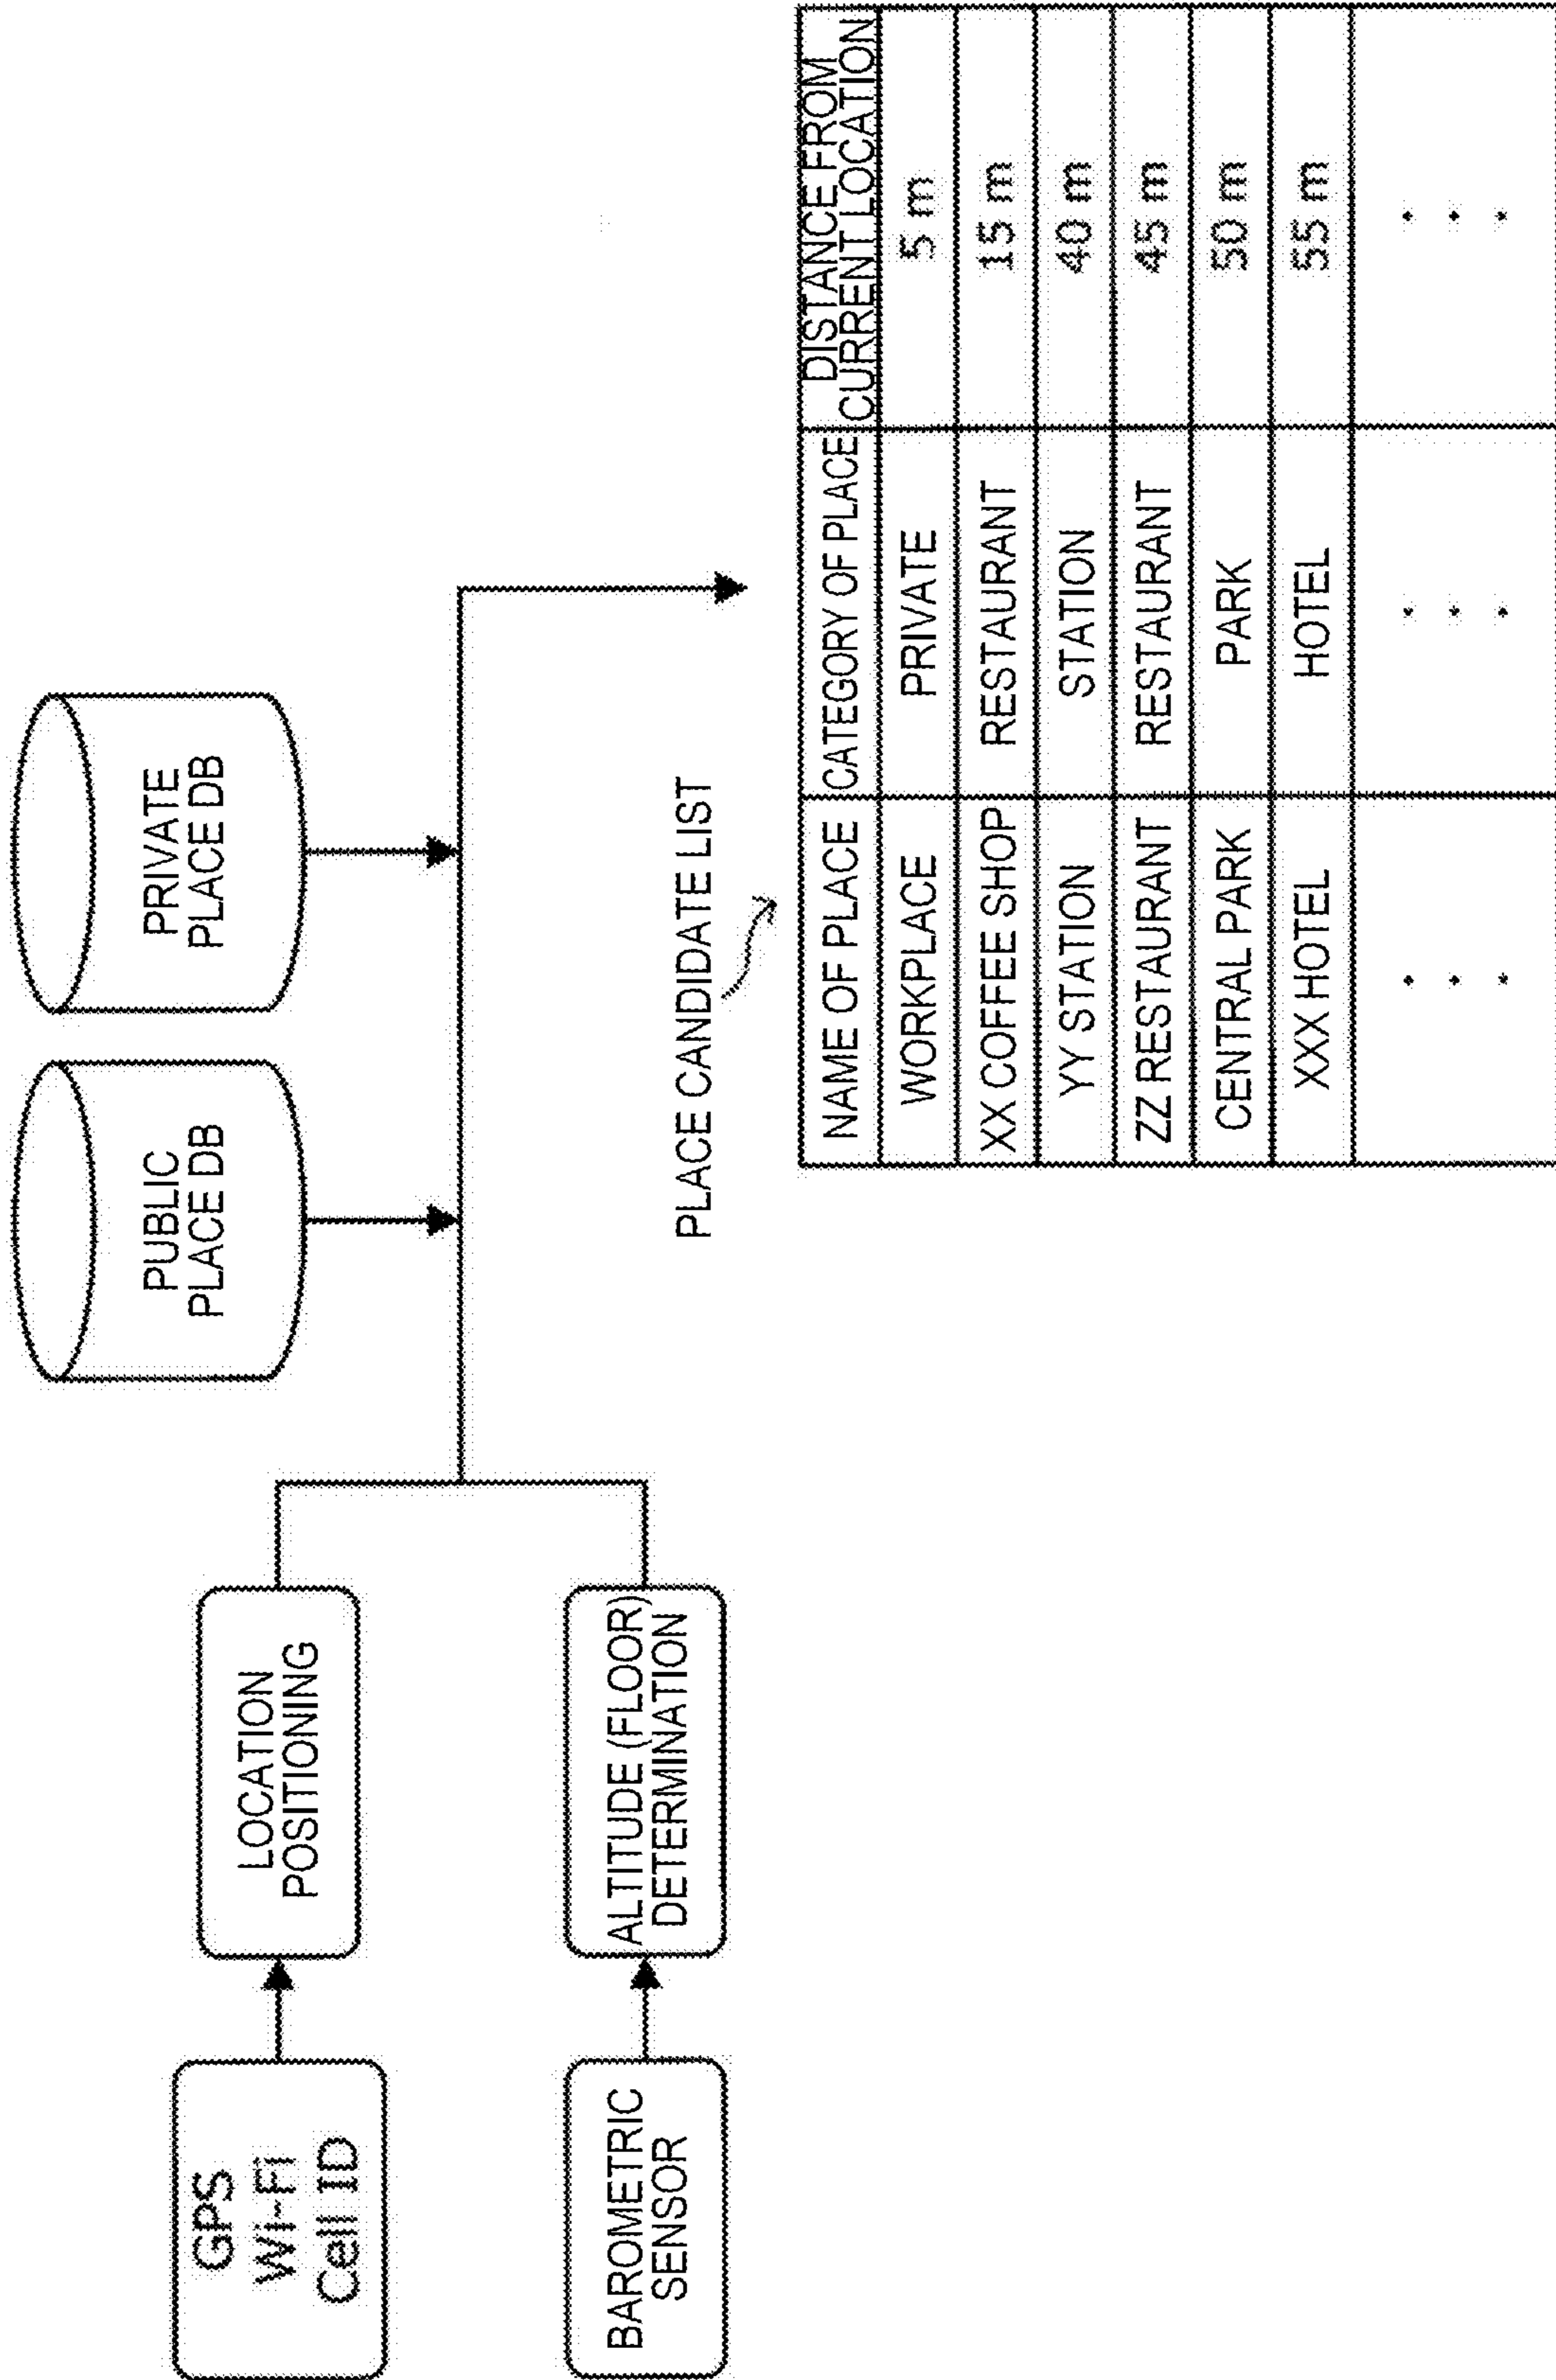 PUBLIC
PLACE DB
PRIVATE
PLACE DB
GPS
Wi-Fi
Cell ID
LOCATION
POSITIONING
BAROMETRIC
SENSOR
ALTITUDE (FLOOR)
DETERMINATION
PLACE CANDIDATE LIST
NAME OF PLACE CATEGORY OF PLACE DISTANCE FROM CURRENT LOCATION
WORKPLACE PRIVATE 5 m
XX COFFEE SHOP RESTAURANT 15 m
YY STATION STATION 40 m
ZZ RESTAURANT RESTAURANT 45 m
CENTRAL PARK PARK 50 m
XXX HOTEL HOTEL 55 m
. . .
. . .
. . .